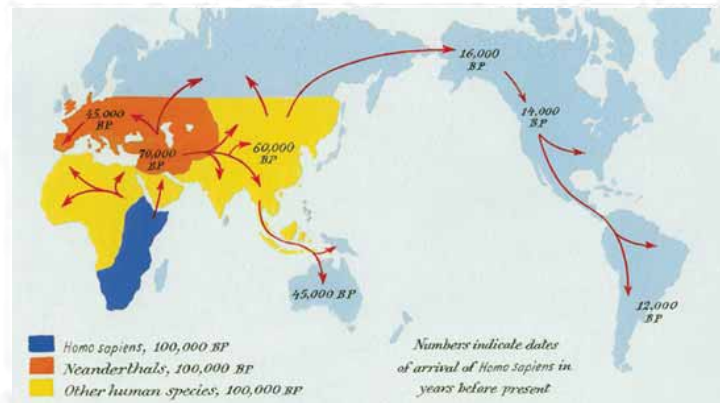 16,000
BP
45,000
BP
14,000
BP
70,000
BP
60,000
BP
45,000 BP
12,000
BP
Homo sapiens, 100,000 BP
Neanderthals, 100,000 BP
Other human species, 100,000 BP
Numbers indicate dates
of arrival of Homo sapiens in
years before present